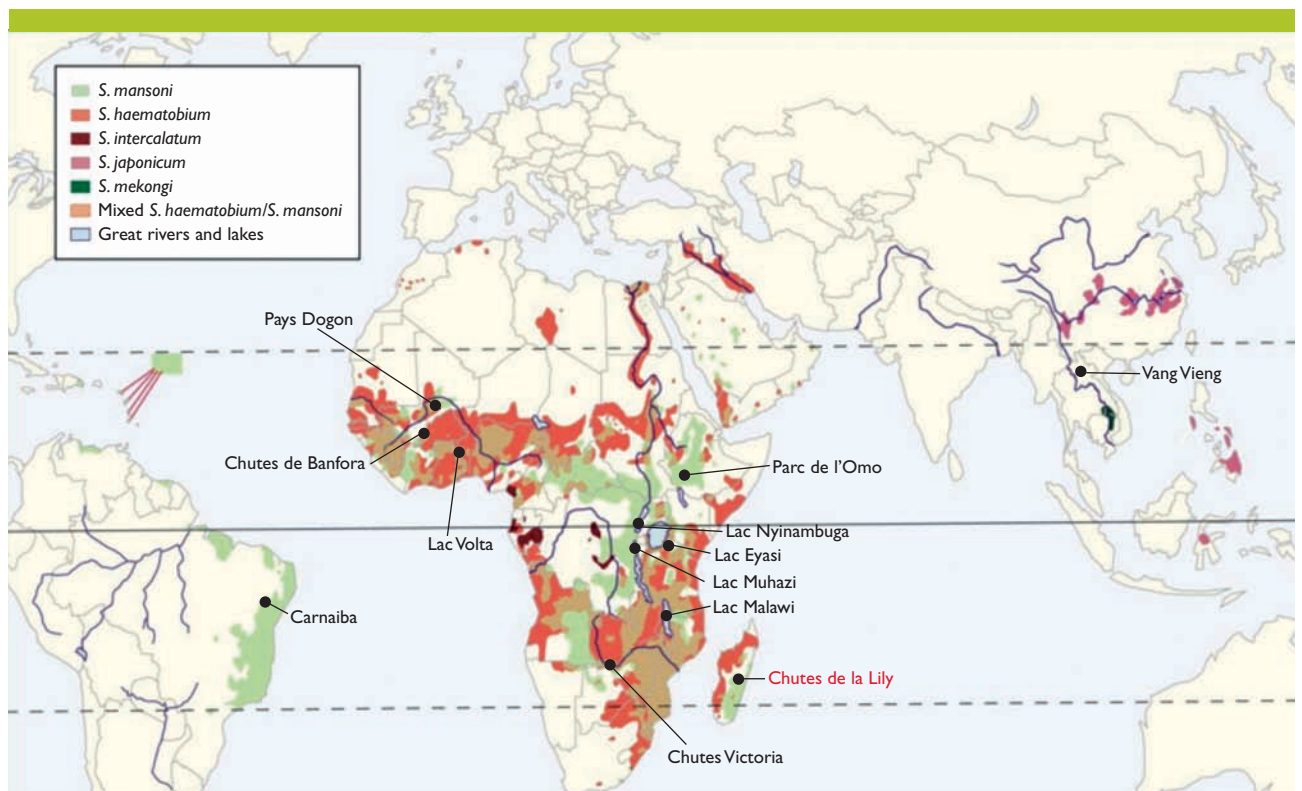 S. mansoni
S. haematobium
S. intercalatum
S. japonicum
S. mekongi
Mixed S. haematobium/S. mansoni
Great rivers and lakes
Pays Dogon
Vang Vieng
Chutes de Banfora
Parc de l’Omo
Lac Volta
Lac Nyinambuga
Lac Eyasi
Lac Muhazi
Lac Malawi
Carnaiba
Chutes de la Lily
Chutes Victoria